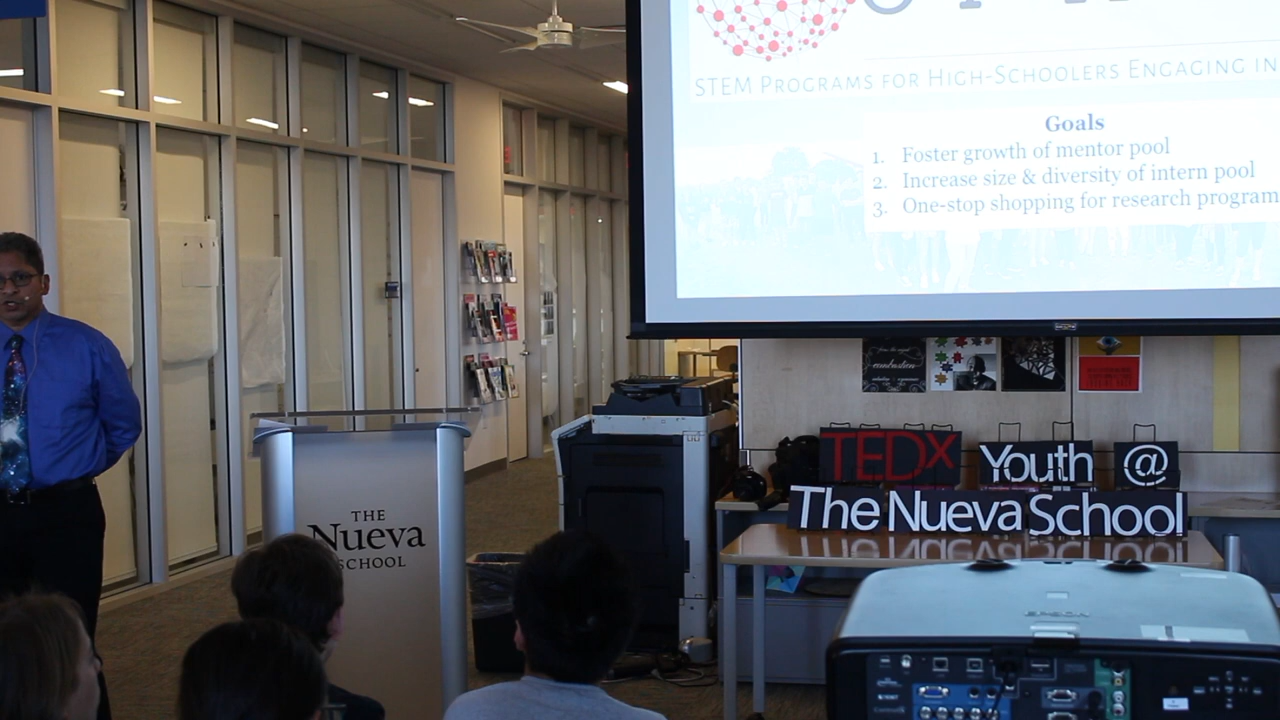 STEM PROGRAMS FOR HIGH-SCHOOLERS ENGAGING IN
Goals
1. Foster growth of mentor pool
2. Increase size & diversity of intern pool
3. One-stop shopping for research program
TEDx Youth @
The Nueva School
THE
Nueva
SCHOOL
EPSON